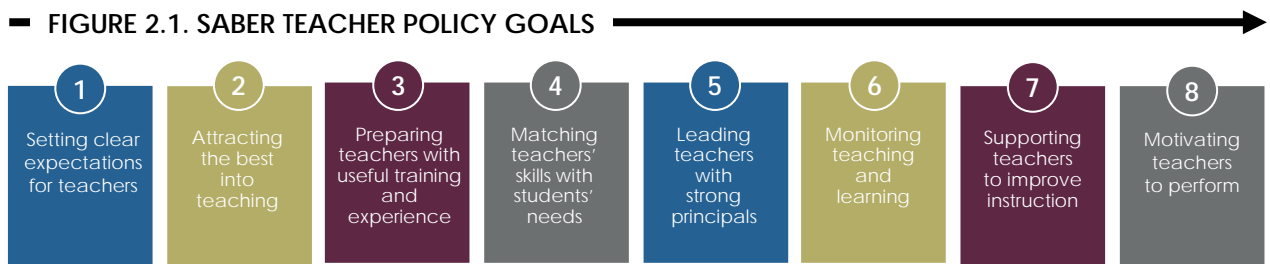 FIGURE 2.1. SABER TEACHER POLICY GOALS
1
Setting clear
expectations
for teachers
2
Attracting
the best
into
teaching
3
Preparing
teachers with
useful training
and
experience
4
Matching
teachers'
skills with
students'
needs
5
Leading
teachers
with
strong
principals
6
Monitoring
teaching
and
learning
7
Supporting
teachers
to improve
instruction
8
Motivating
teachers
to perform